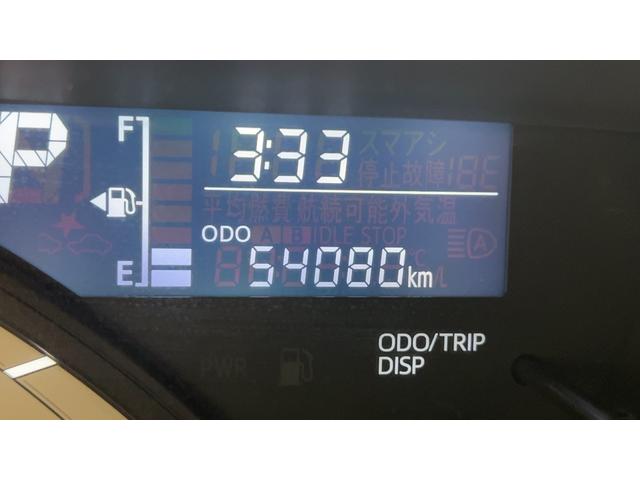 P
F
3:33
スマアシ
停止故障
平均燃費航続可能外気温
ODO
A B IDLE STOP
A
E
54080km
ODO/TRIP
DISP
PWR